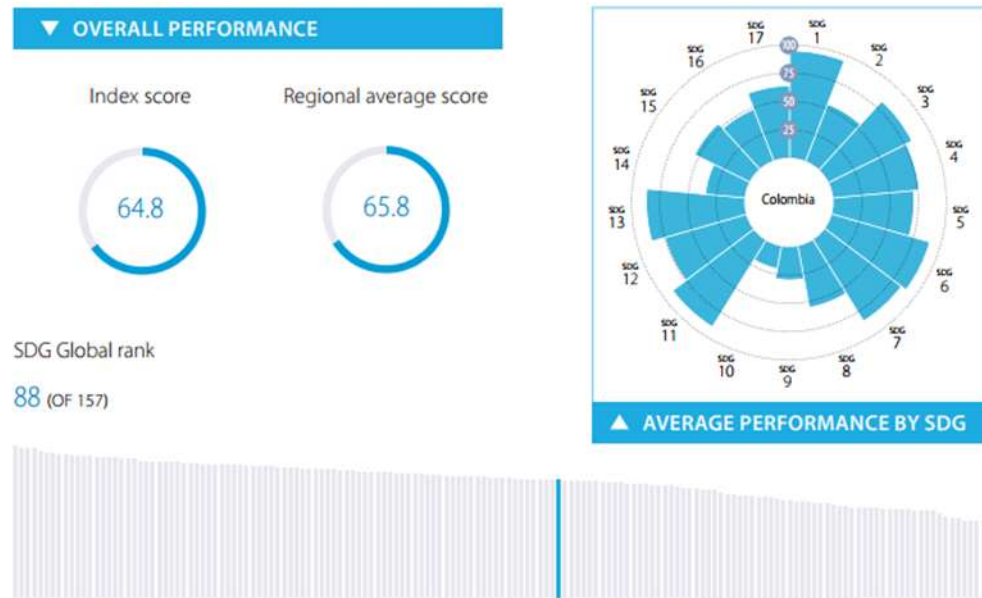 ▼ OVERALL PERFORMANCE
Index score
Regional average score
64.8
65.8
SDG Global rank
88 (OF 157)
SDG 1
SDG 2
SDG 3
SDG 4
SDG 5
SDG 6
SDG 7
SDG 8
SDG 9
SDG 10
SDG 11
SDG 12
SDG 13
SDG 14
SDG 15
SDG 16
SDG 17
100
75
50
25
Colombia
▲ AVERAGE PERFORMANCE BY SDG